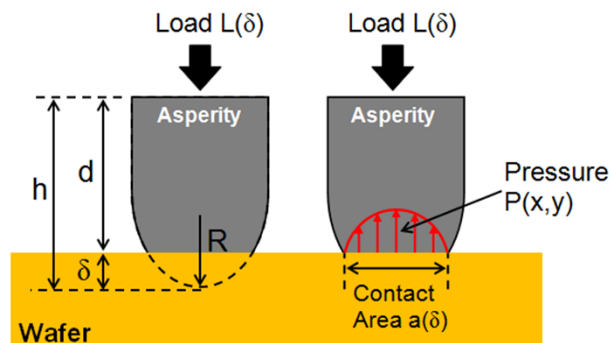 Load L(δ)
Load L(δ)
Asperity
Asperity
h
d
R
δ
Pressure
P(x,y)
Contact
Area a(δ)
Wafer